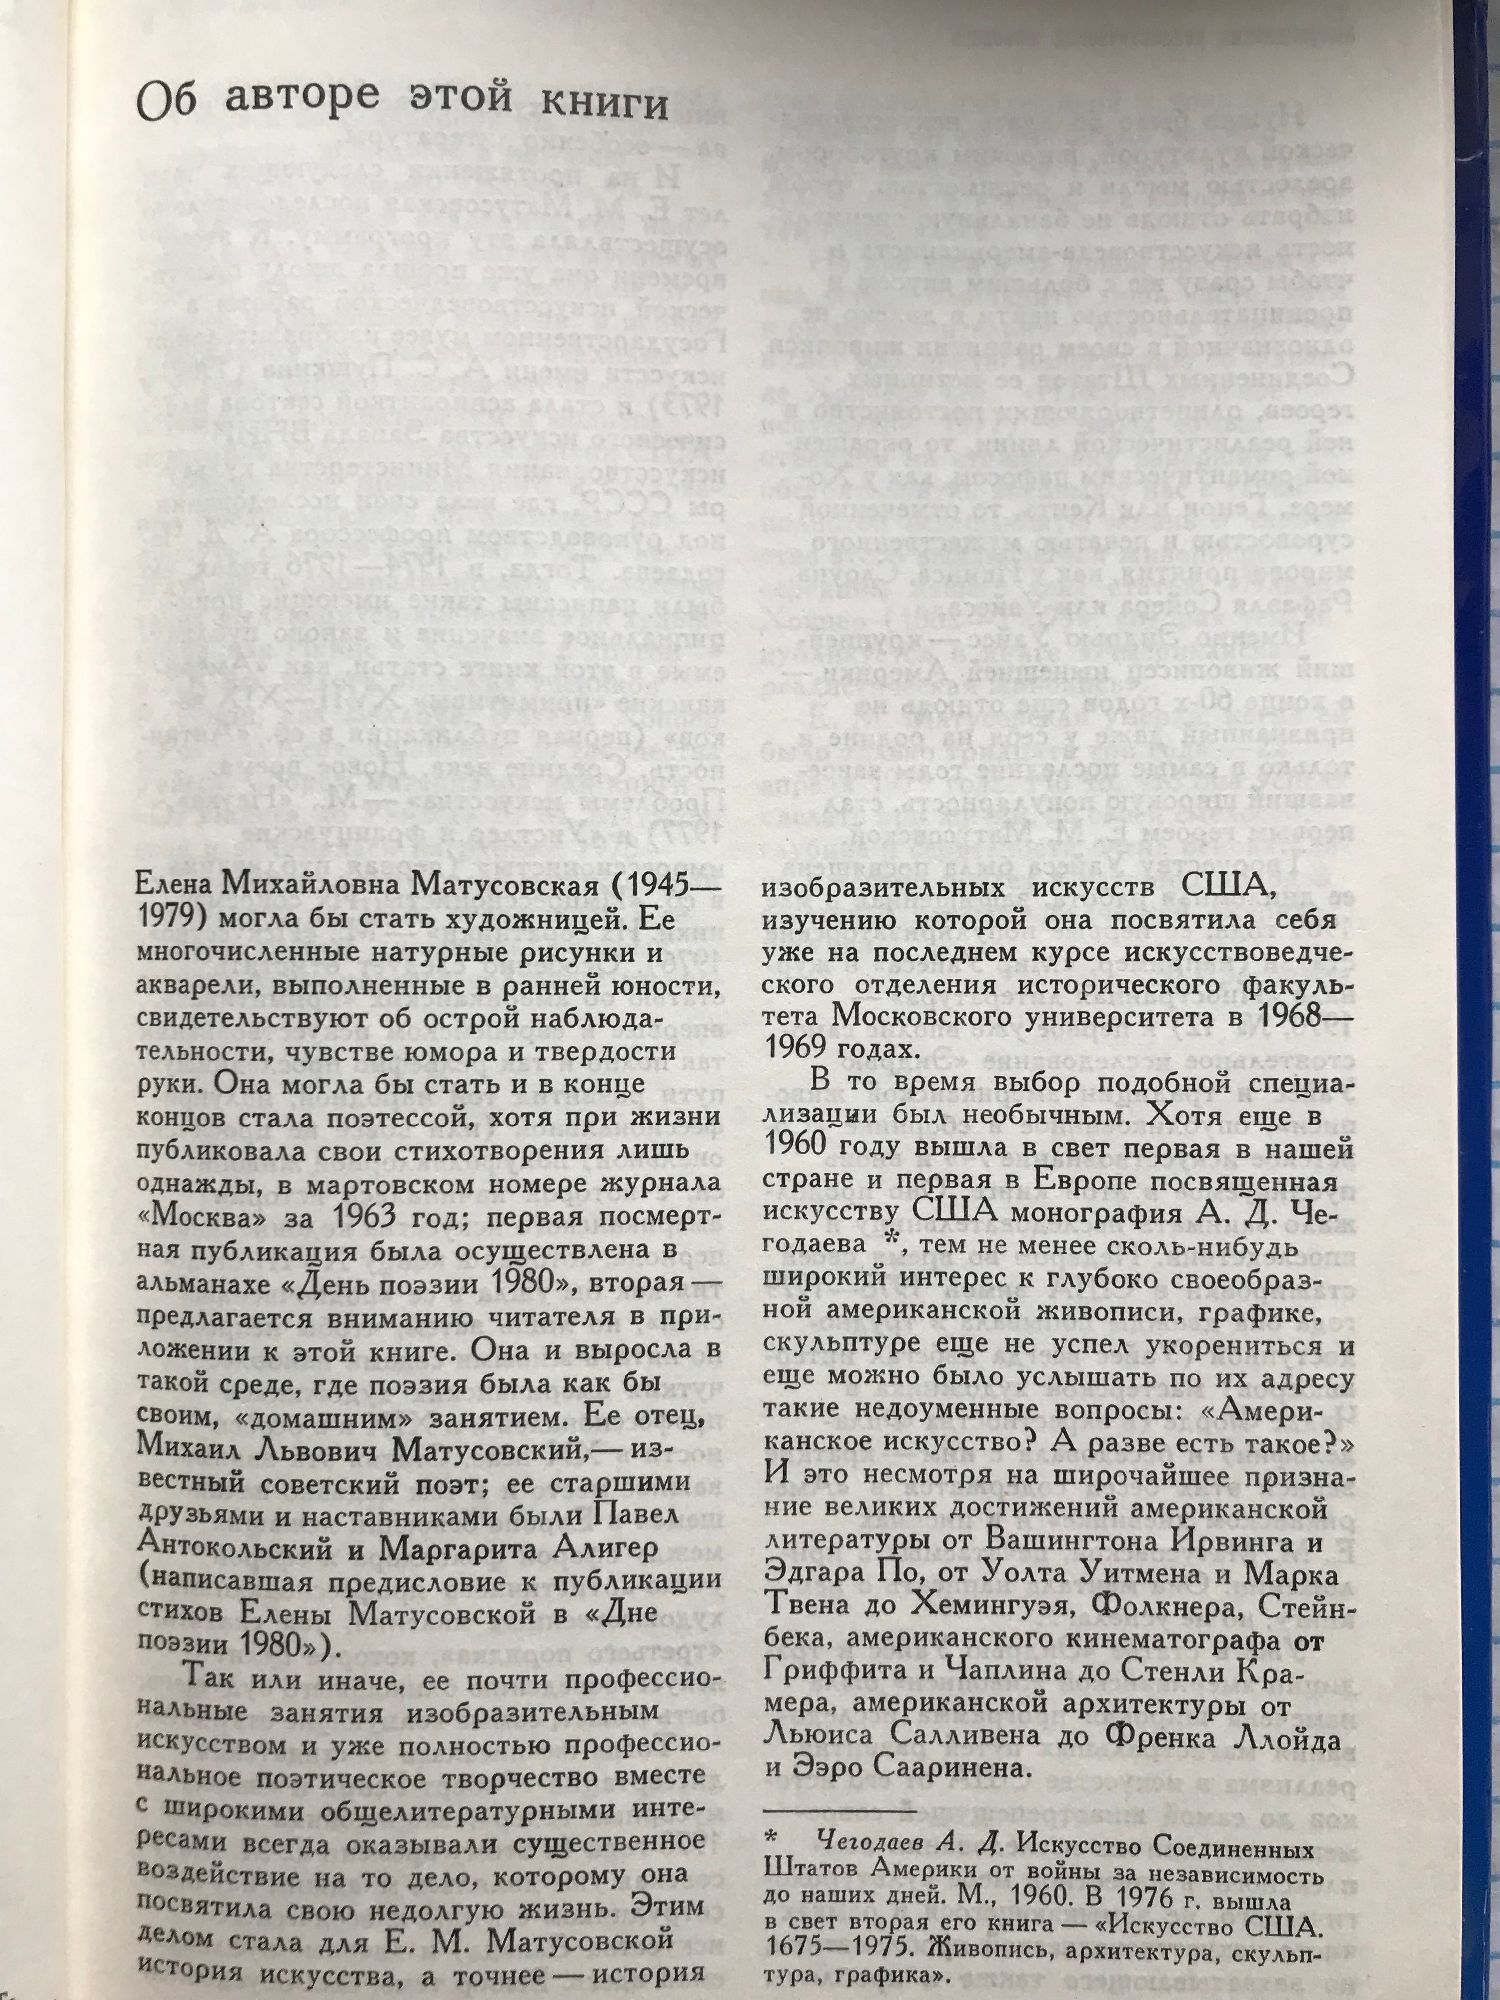 Об авторе этой книги
Елена Михайловна Матусовская (1945—
1979) могла бы стать художницей. Ее
многочисленные натурные рисунки и
акварели, выполненные в ранней юности,
свидетельствуют об острой наблюда-
тельности, чувстве юмора и твердости
руки. Она могла бы стать и в конце
концов стала поэтессой, хотя при жизни
публиковала свои стихотворения лишь
однажды, в мартовском номере журнала
«Москва» за 1963 год; первая посмерт-
ная публикация была осуществлена в
альманахе «День поэзии 1980», вторая —
предлагается вниманию читателя в при-
ложении к этой книге. Она и выросла в
такой среде, где поэзия была как бы
своим, «домашним» занятием. Ее отец,
Михаил Львович Матусовский,— из-
вестный советский поэт; ее старшими
друзьями и наставниками были Павел
Антокольский и Маргарита Алигер
(написавшая предисловие к публикации
стихов Елены Матусовской в «Дне
поэзии 1980»).
Так или иначе, ее почти профессио-
нальные занятия изобразительным
искусством и уже полностью профессио-
нальное поэтическое творчество вместе
с широкими общелитературными инте-
ресами всегда оказывали существенное
воздействие на то дело, которому она
посвятила свою недолгую жизнь. Этим
делом стала для Е. М. Матусовской
история искусства, а точнее — история
изобразительных искусств США,
изучению которой она посвятила себя
уже на последнем курсе искусствоведче-
ского отделения исторического факуль-
тета Московского университета в 1968—
1969 годах.
В то время выбор подобной специа-
лизации был необычным. Хотя еще в
1960 году вышла в свет первая в нашей
стране и первая в Европе посвященная
искусству США монография А. Д. Че-
годаева *, тем не менее сколь-нибудь
широкий интерес к глубоко своеобраз-
ной американской живописи, графике,
скульптуре еще не успел укорениться и
еще можно было услышать по их адресу
такие недоуменные вопросы: «Амери-
канское искусство? А разве есть такое?»
И это несмотря на широчайшее призна-
ние великих достижений американской
литературы от Вашингтона Ирвинга и
Эдгара По, от Уолта Уитмена и Марка
Твена до Хемингуэя, Фолкнера, Стейн-
бека, американского кинематографа от
Гриффита и Чаплина до Стенли Кра-
мера, американской архитектуры от
Льюиса Салливена до Френка Ллойда
и Ээро Сааринена.
* Чегодаев А. Д. Искусство Соединенных
Штатов Америки от войны за независимость
до наших дней. М., 1960. В 1976 г. вышла
в свет вторая его книга — «Искусство США.
1675—1975. Живопись, архитектура, скульп-
тура, графика».